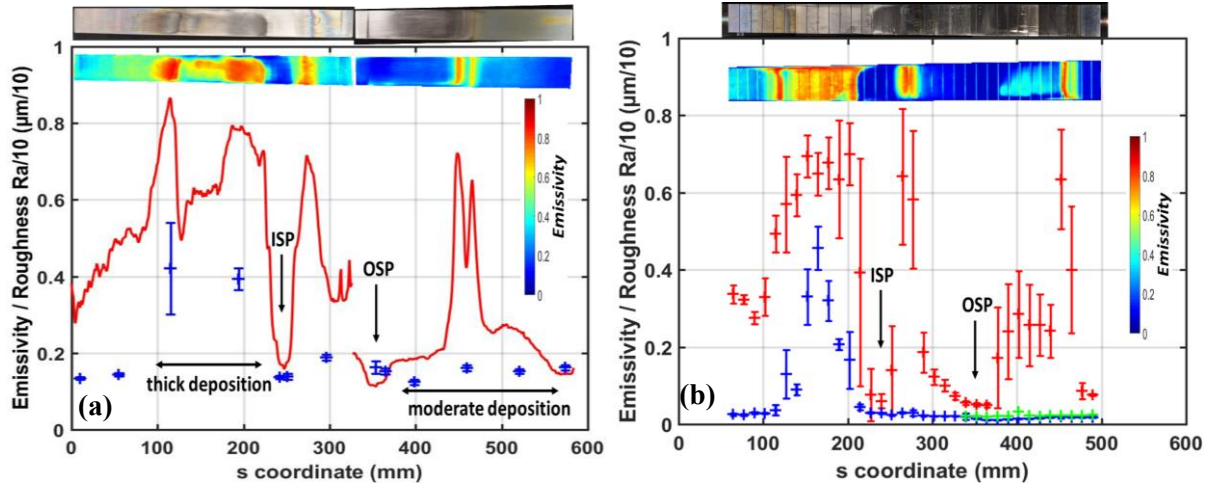 Emissivity / Roughness Ra/10 (µm/10)
1
0.8
0.6
0.4
0.2
0
0
100
200
300
400
500
600
s coordinate (mm)
ISP
OSP
thick deposition
moderate deposition
(a)
1
0.8
0.6
0.4
0.2
0
Emissivity
Emissivity / Roughness Ra/10 (µm/10)
1
0.8
0.6
0.4
0.2
0
0
100
200
300
400
500
600
s coordinate (mm)
ISP
OSP
(b)
1
0.8
0.6
0.4
0.2
0
Emissivity